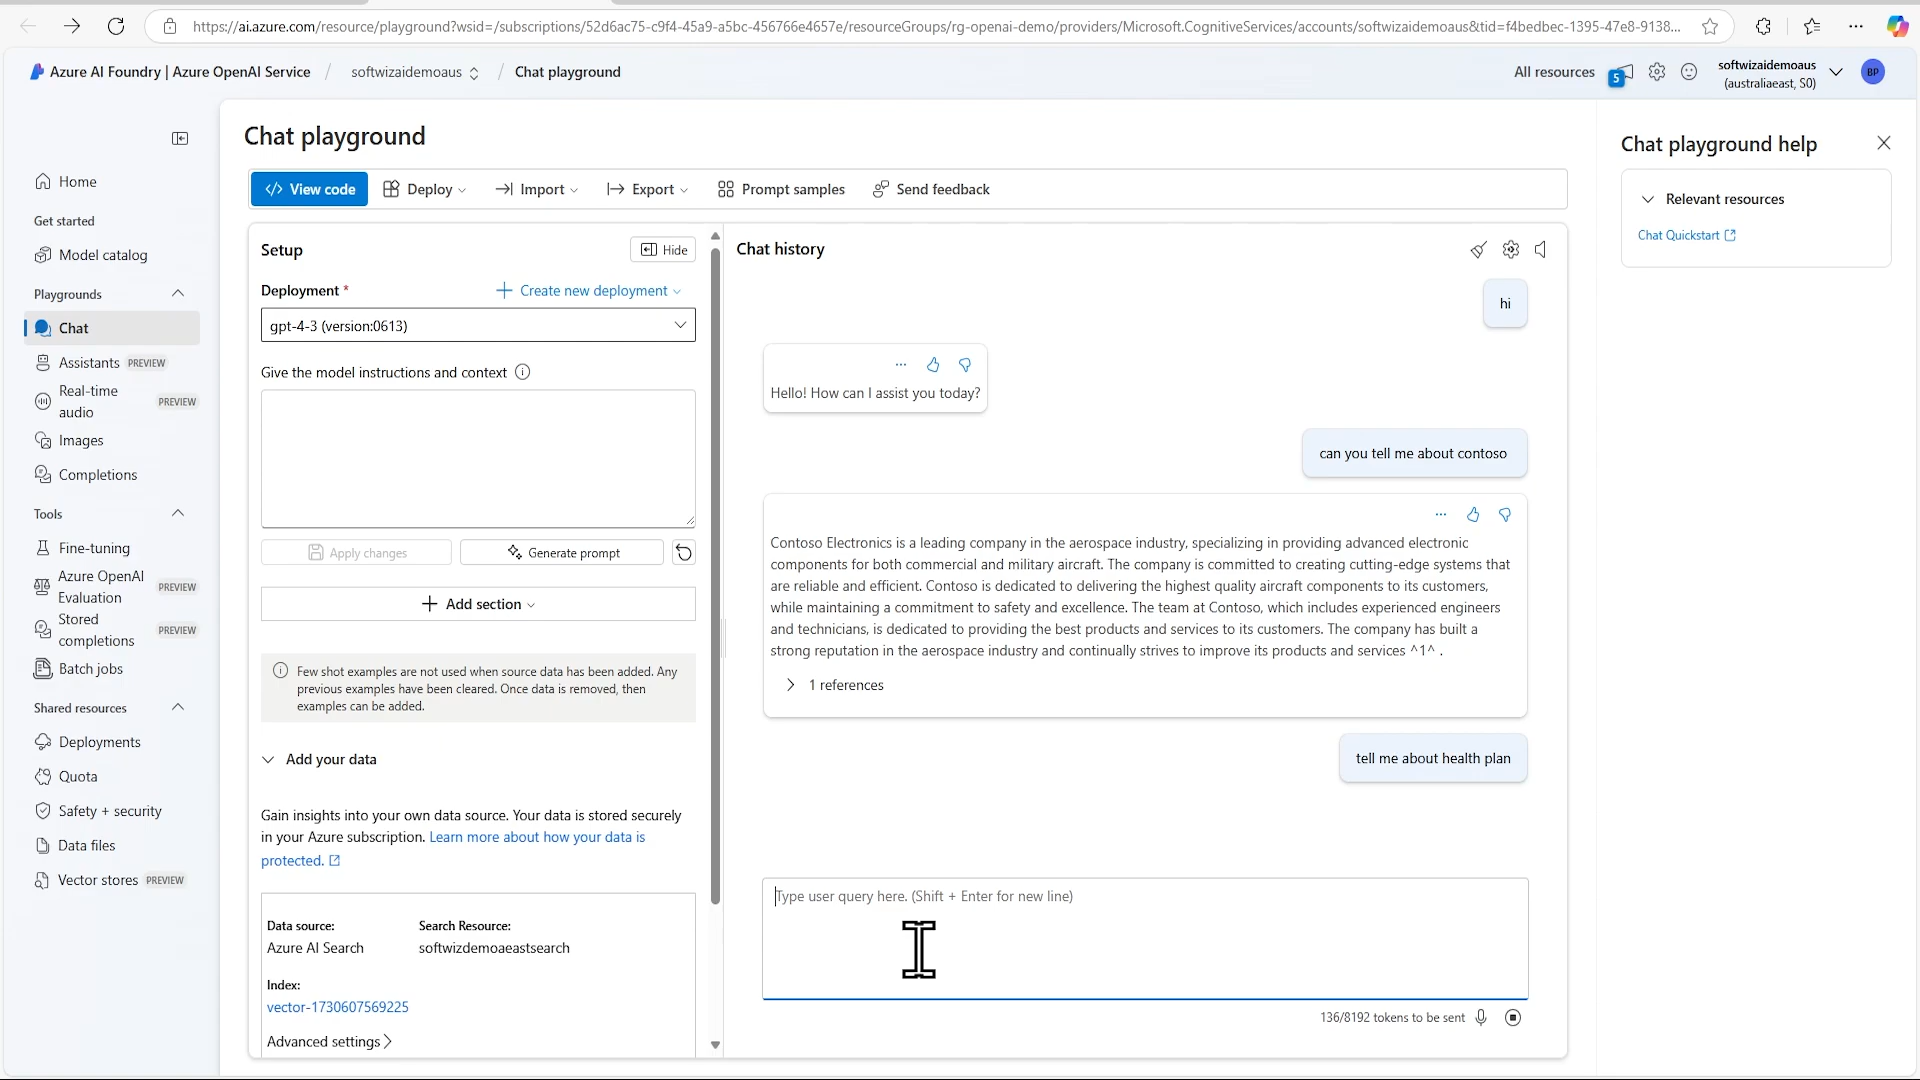 https://ai.azure.com/resource/playground?wsid=/subscriptions/52d6ac75-c9f4-45a9-a5bc-456766e4657e/resourceGroups/rg-openai-demo/providers/Microsoft.CognitiveServices/accounts/softwizaidemoaus&tid=f4bedbec-1395-47e8-9138...
Azure AI Foundry | Azure OpenAI Service / softwizaidemoaus / Chat playground
All resources
5
softwizaidemoaus
(australiaeast, S0)
BP
Home
Get started
Model catalog
Playgrounds
Chat
Assistants PREVIEW
Real-time
audio
PREVIEW
Images
Completions
Tools
Fine-tuning
Azure OpenAI
Evaluation
PREVIEW
Stored
completions
PREVIEW
Batch jobs
Shared resources
Deployments
Quota
Safety + security
Data files
Vector stores PREVIEW
Chat playground
View code
Deploy
Import
Export
Prompt samples
Send feedback
Setup
Hide
Deployment *
Create new deployment
gpt-4-3 (version:0613)
Give the model instructions and context
Apply changes
Generate prompt
Add section
Few shot examples are not used when source data has been added. Any
previous examples have been cleared. Once data is removed, then
examples can be added.
Add your data
Gain insights into your own data source. Your data is stored securely
in your Azure subscription. Learn more about how your data is
protected.
Data source:
Azure AI Search
Search Resource:
softwizdemoaeastsearch
Index:
vector-1730607569225
Advanced settings
Chat history
hi
Hello! How can I assist you today?
can you tell me about contoso
Contoso Electronics is a leading company in the aerospace industry, specializing in providing advanced electronic
components for both commercial and military aircraft. The company is committed to creating cutting-edge systems that
are reliable and efficient. Contoso is dedicated to delivering the highest quality aircraft components to its customers,
while maintaining a commitment to safety and excellence. The team at Contoso, which includes experienced engineers
and technicians, is dedicated to providing the best products and services to its customers. The company has built a
strong reputation in the aerospace industry and continually strives to improve its products and services ^1^ .
1 references
tell me about health plan
Type user query here. (Shift + Enter for new line)
136/8192 tokens to be sent
Chat playground help
Relevant resources
Chat Quickstart